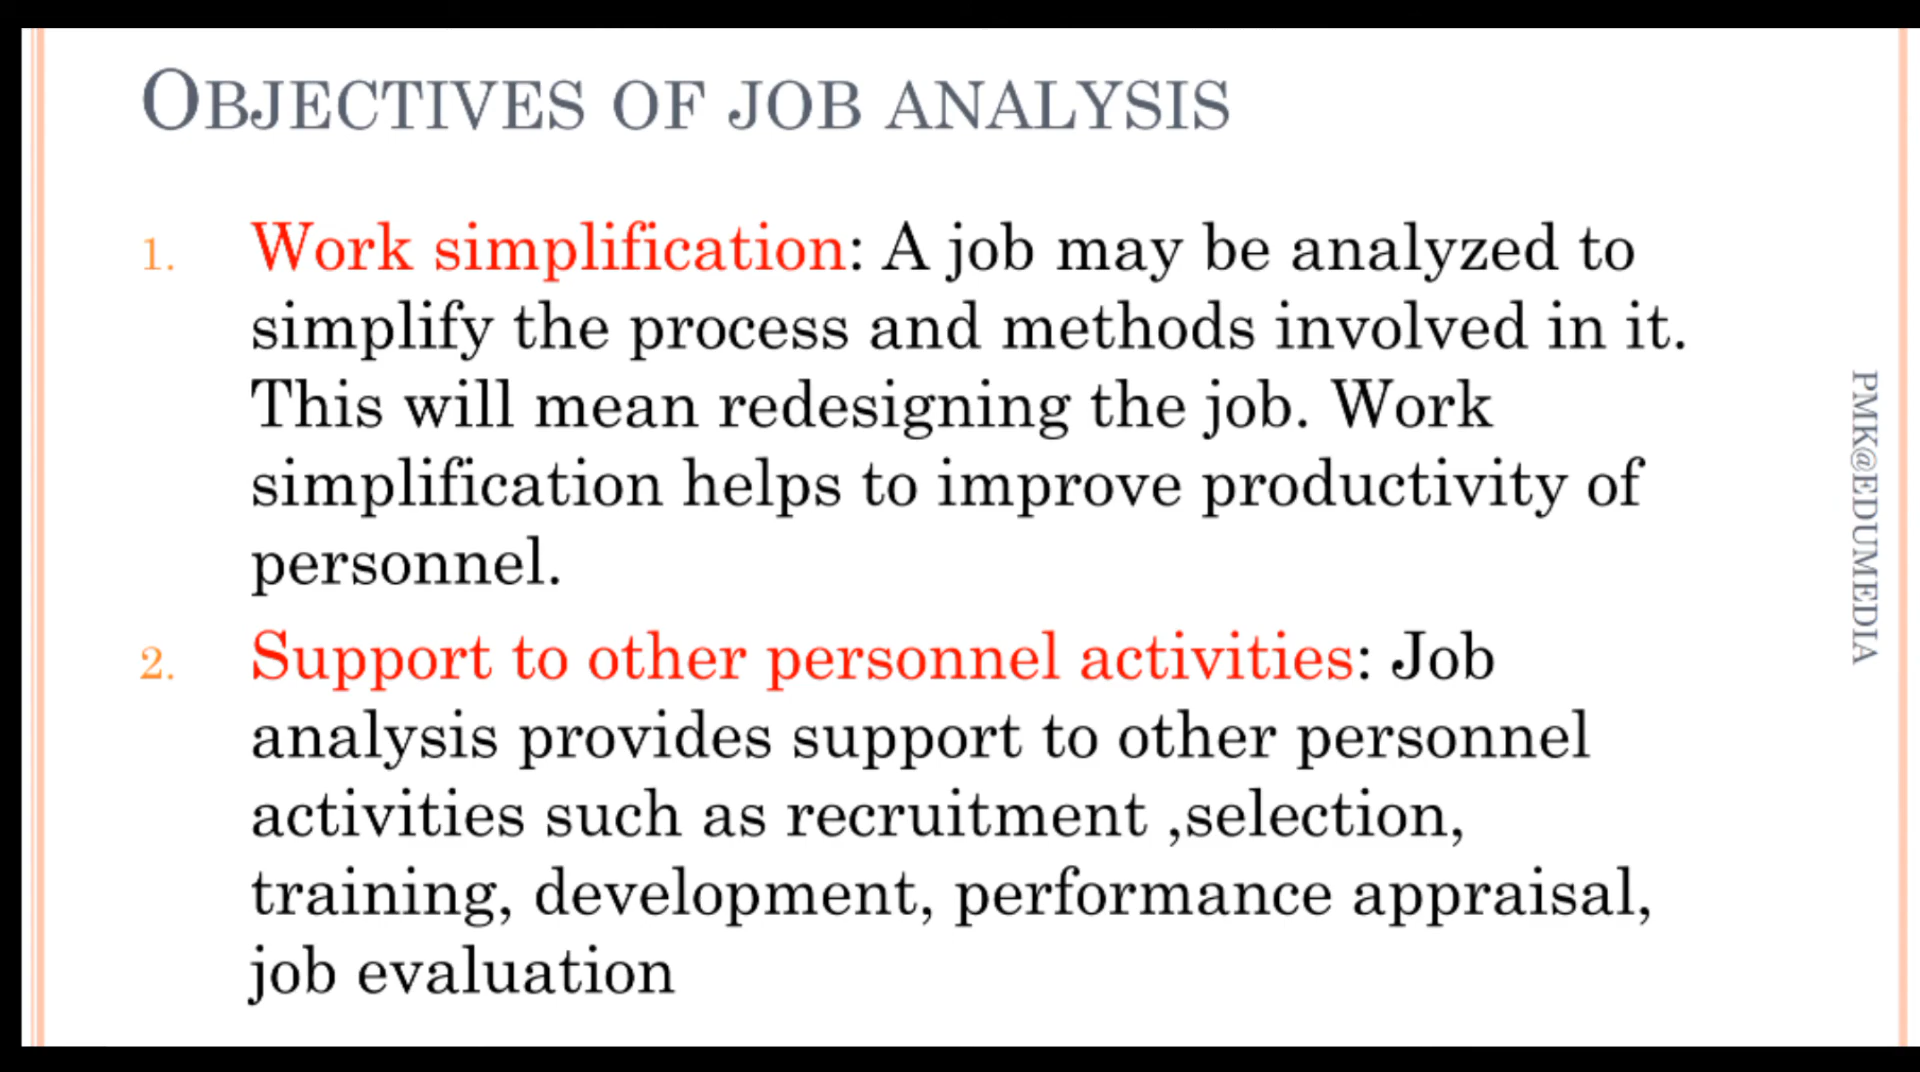 OBJECTIVES OF JOB ANALYSIS
1. Work simplification: A job may be analyzed to
simplify the process and methods involved in it.
This will mean redesigning the job. Work
simplification helps to improve productivity of
personnel.
2. Support to other personnel activities: Job
analysis provides support to other personnel
activities such as recruitment ,selection,
training, development, performance appraisal,
job evaluation
PMK@EDUMEDIA